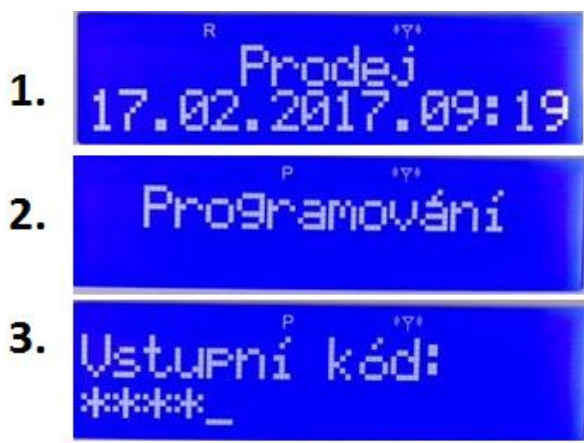 R
1. Prodej
17.02.2017.09:19
P
2. Programování
P
3. Vstupní kód:
****_